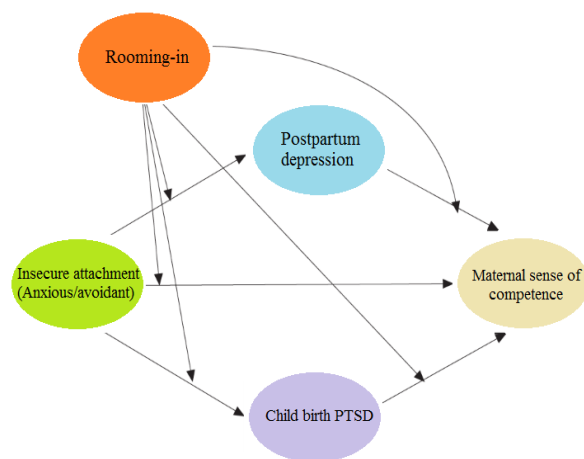 Rooming-in
Postpartum
depression
Insecure attachment
(Anxious/avoidant)
Maternal sense of
competence
Child birth PTSD